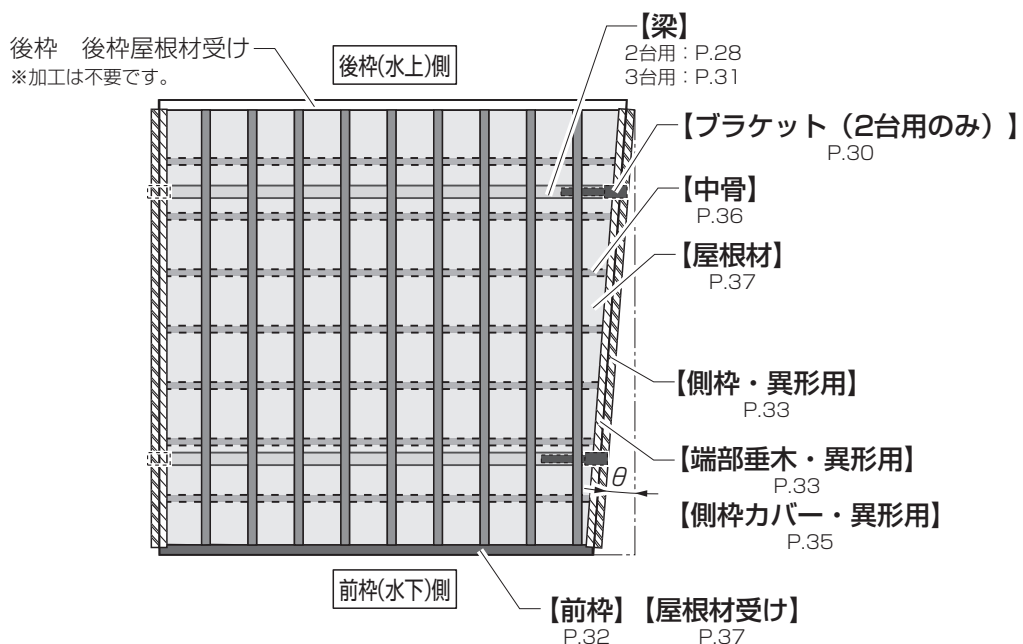 【梁】
2台用：P.28
3台用：P.31
後枠　後枠屋根材受け
※加工は不要です。
後枠(水上)側
【ブラケット（2台用のみ）】
P.30
【中骨】
P.36
【屋根材】
P.37
【側枠・異形用】
P.33
【端部垂木・異形用】
P.33
θ
【側枠カバー・異形用】
P.35
前枠(水下)側
【前枠】【屋根材受け】
P.32　P.37